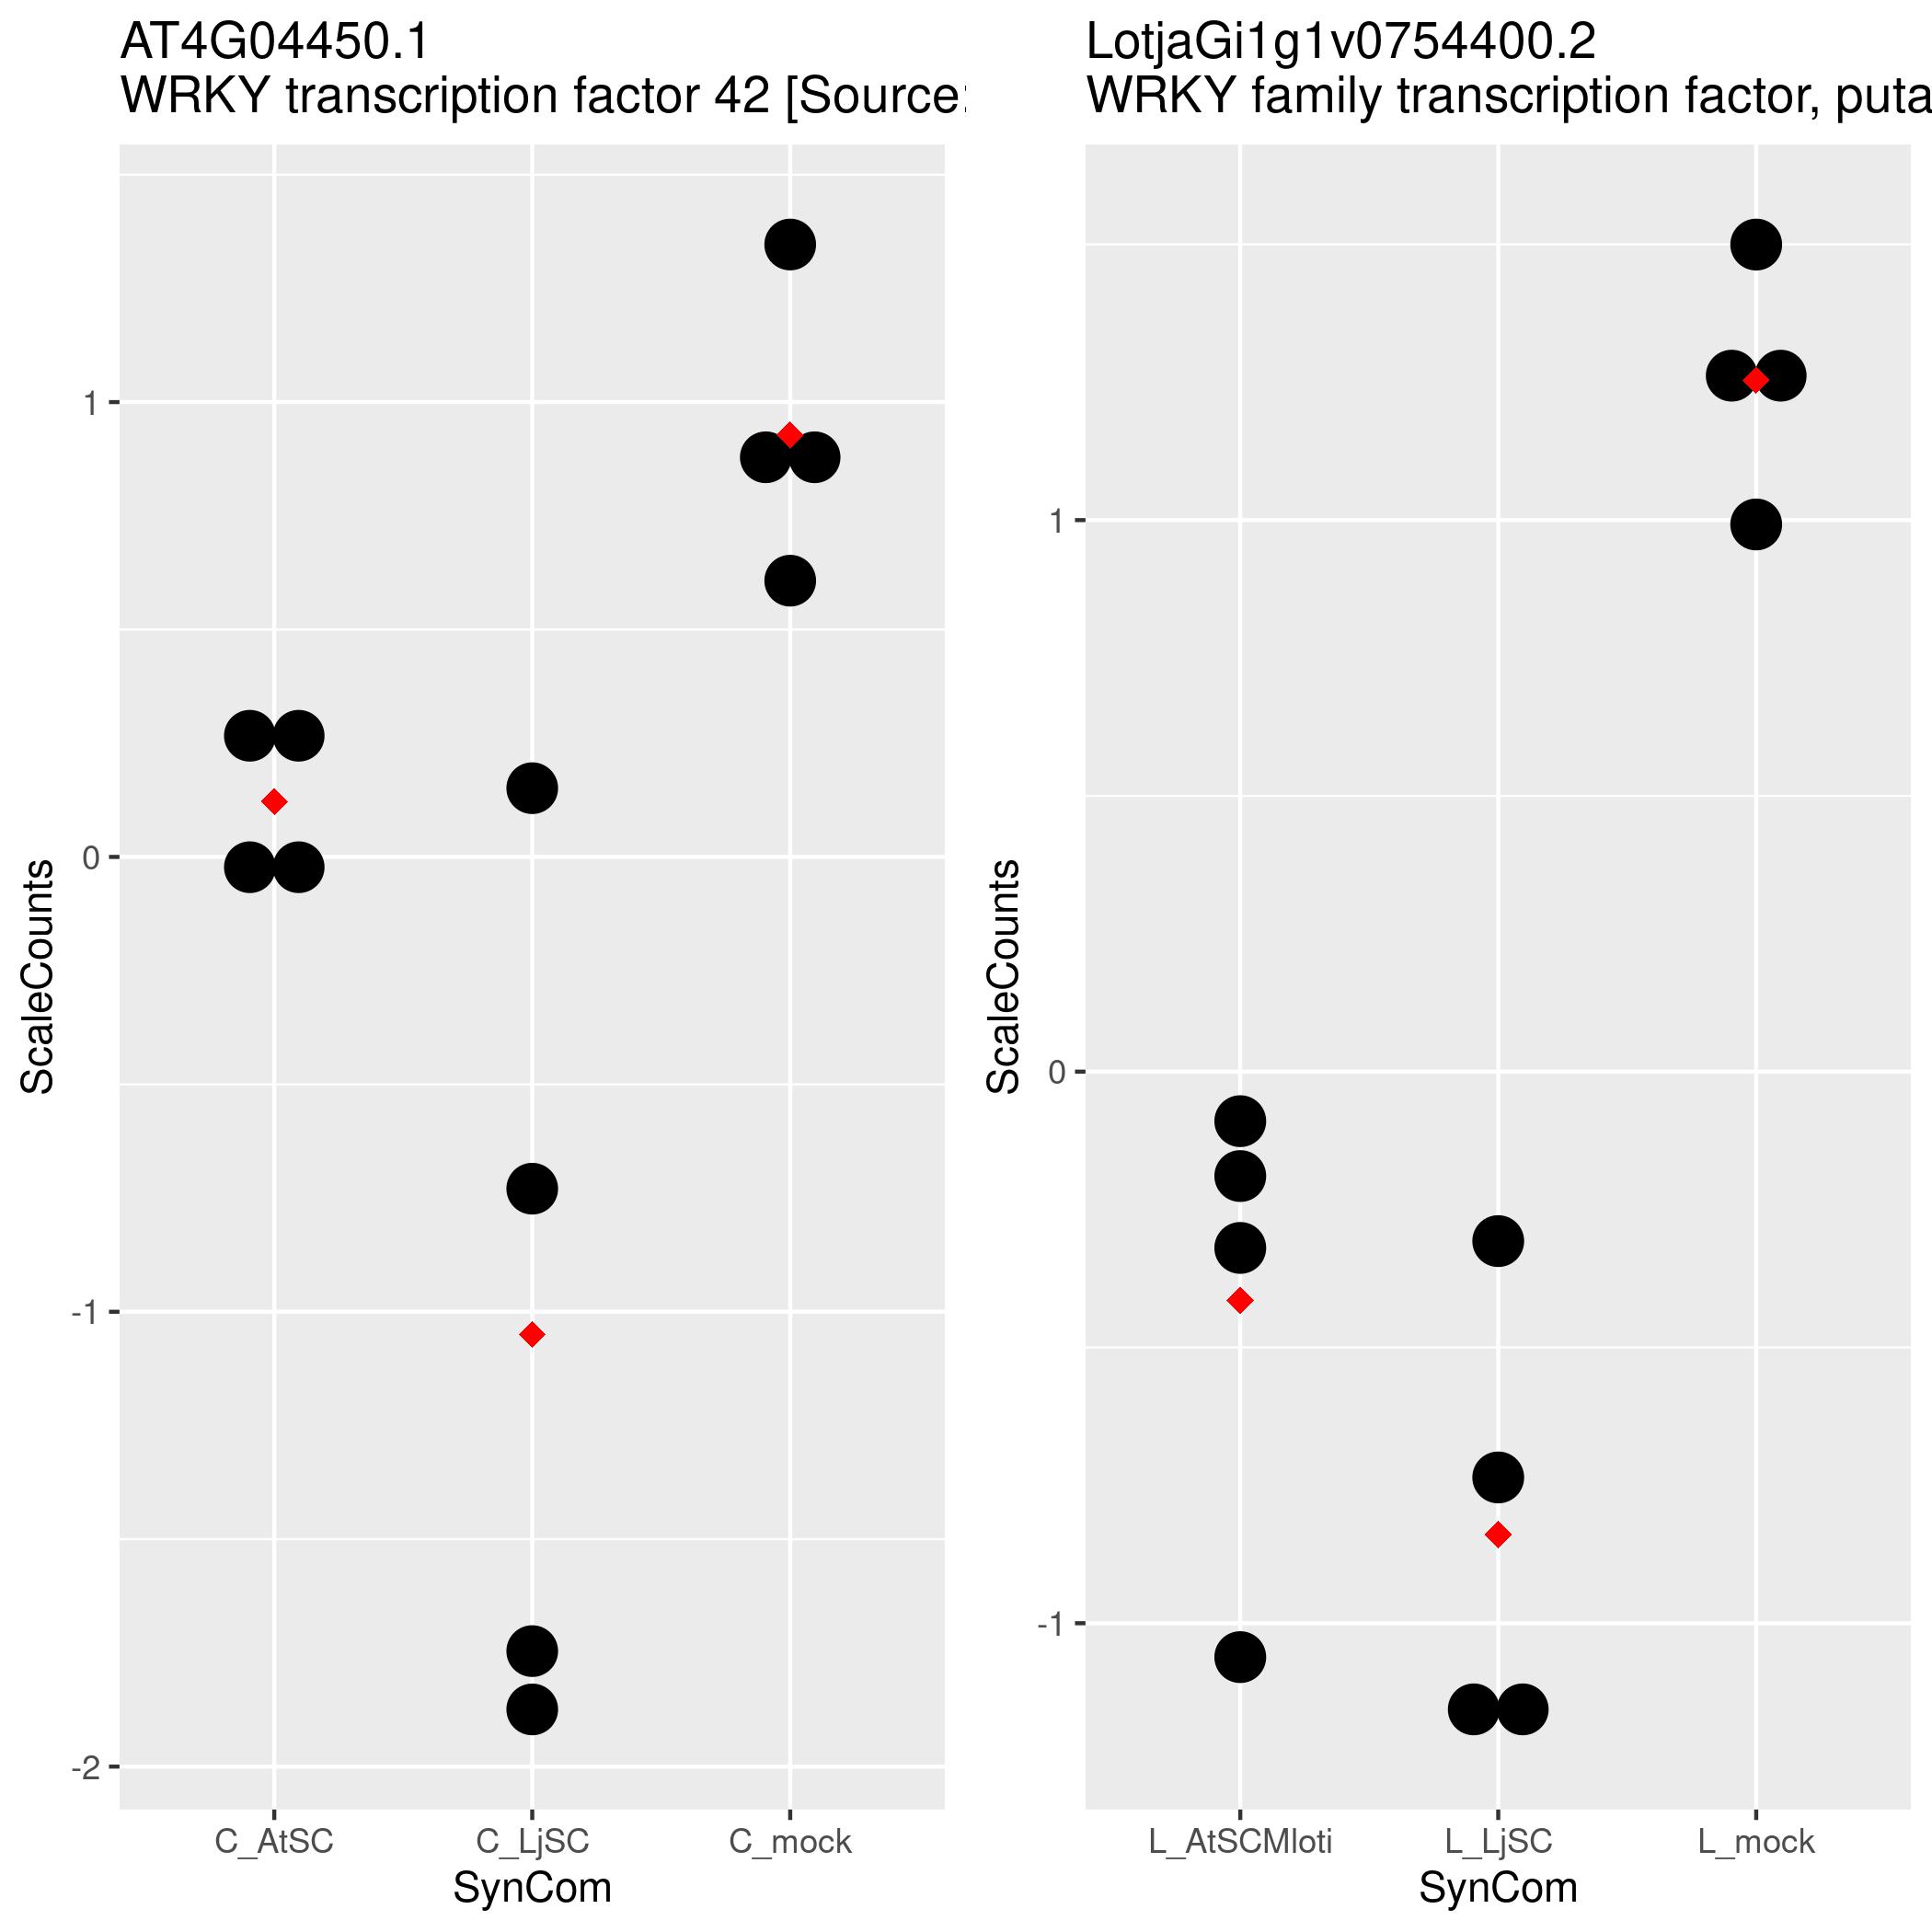 AT4G04450.1
WRKY transcription factor 42 [Source:
ScaleCounts
1
0
-1
-2
C_AtSC C_LjSC C_mock
SynCom
LotjaGi1g1v0754400.2
WRKY family transcription factor, puta
ScaleCounts
1
0
-1
L_AtSCMloti L_LjSC L_mock
SynCom